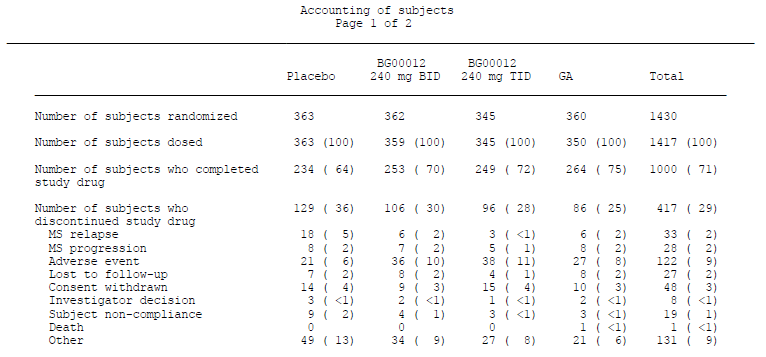 Accounting of subjects
Page 1 of 2
BG00012 BG00012
Placebo 240 mg BID 240 mg TID GA Total
Number of subjects randomized 363 362 345 360 1430
Number of subjects dosed 363 (100) 359 (100) 345 (100) 350 (100) 1417 (100)
Number of subjects who completed 234 ( 64) 253 ( 70) 249 ( 72) 264 ( 75) 1000 ( 71)
study drug
Number of subjects who 129 ( 36) 106 ( 30) 96 ( 28) 86 ( 25) 417 ( 29)
discontinued study drug
MS relapse 18 ( 5) 6 ( 2) 3 ( <1) 6 ( 2) 33 ( 2)
MS progression 8 ( 2) 7 ( 2) 5 ( 1) 8 ( 2) 28 ( 2)
Adverse event 21 ( 6) 36 ( 10) 38 ( 11) 27 ( 8) 122 ( 9)
Lost to follow-up 7 ( 2) 8 ( 2) 4 ( 1) 8 ( 2) 27 ( 2)
Consent withdrawn 14 ( 4) 9 ( 3) 15 ( 4) 10 ( 3) 48 ( 3)
Investigator decision 3 ( <1) 2 ( <1) 1 ( <1) 2 ( <1) 8 ( <1)
Subject non-compliance 9 ( 2) 4 ( 1) 3 ( <1) 3 ( <1) 19 ( 1)
Death 0 0 0 1 ( <1) 1 ( <1)
Other 49 ( 13) 34 ( 9) 27 ( 8) 21 ( 6) 131 ( 9)